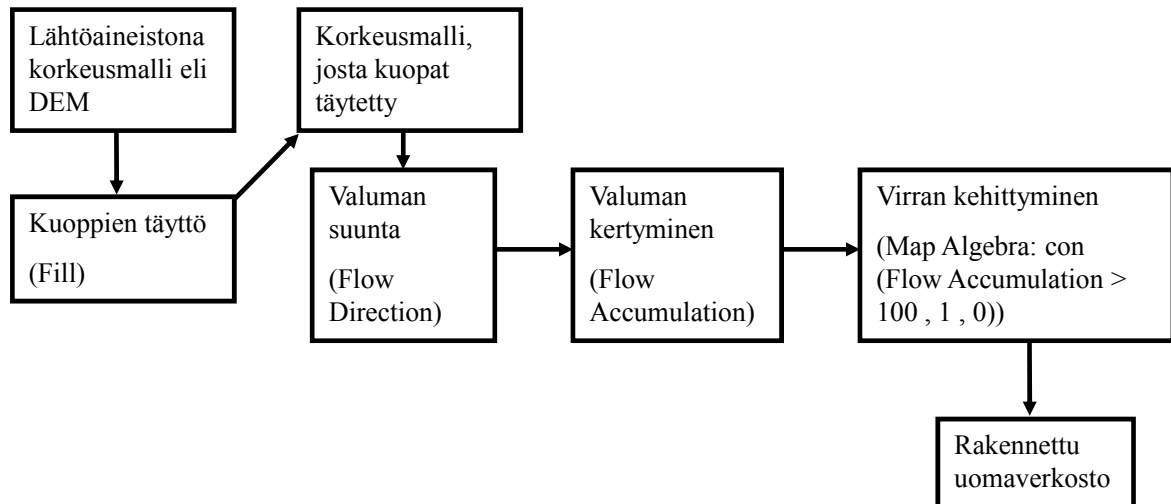 Lähtöaineistona
korkeusmalli eli
DEM
Kuoppien täyttö
(Fill)
Korkeusmalli,
josta kuopat
täytetty
Valuman
suunta
(Flow
Direction)
Valuman
kertyminen
(Flow
Accumulation)
Virran kehittyminen
(Map Algebra: con
(Flow Accumulation >
100 , 1 , 0))
Rakennettu
uomaverkosto